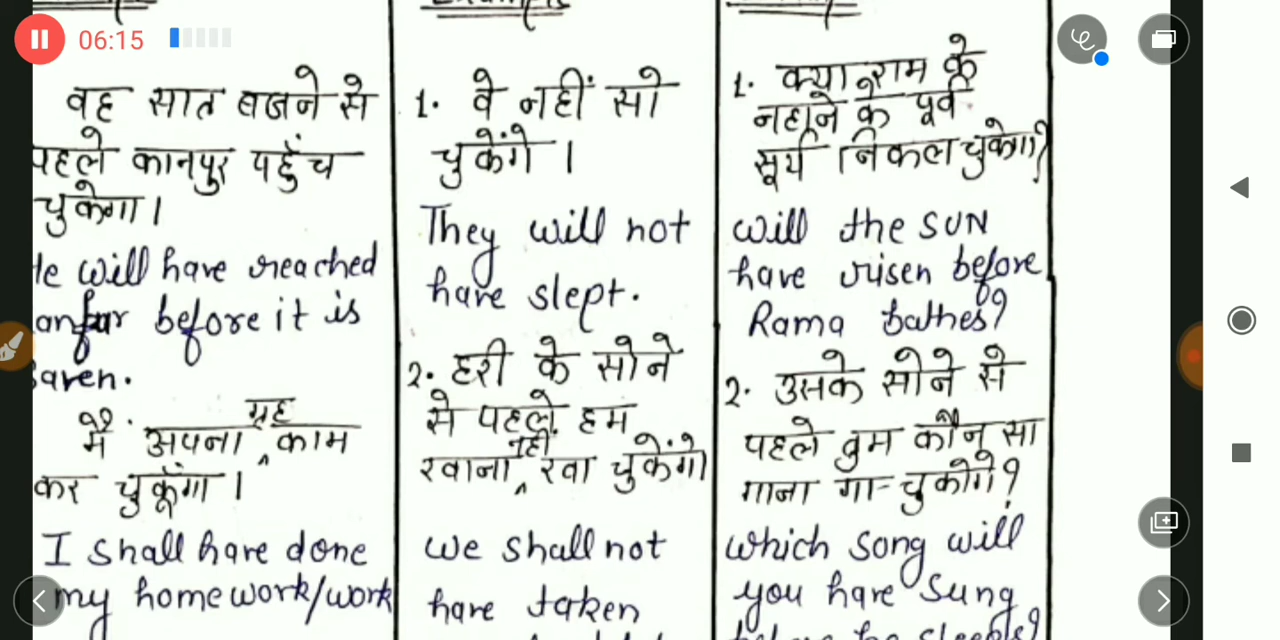 06:15
वह सात बजने से
पहले कानपुर पहुँच
चुकेगा।
He will have reached
before it is
मैं अपना गृह काम
कर चुकूँगा।
I shall have done
my homework/work
1. वे नहीं सो
चुकेंगे।
They will not
have slept.
2. हरी के सोने
से पहले हम
खाना नहीं खा चुकेंगे।
we shall not
have taken
1. क्या राम के
नहाने के पूर्व
सूर्य निकल चुकेगा?
will the SUN
have risen before
Rama bathes?
2. उसके सोने से
पहले तुम कौन सा
गाना गा चुकोगे?
which song will
you have sung
before he sleeps?